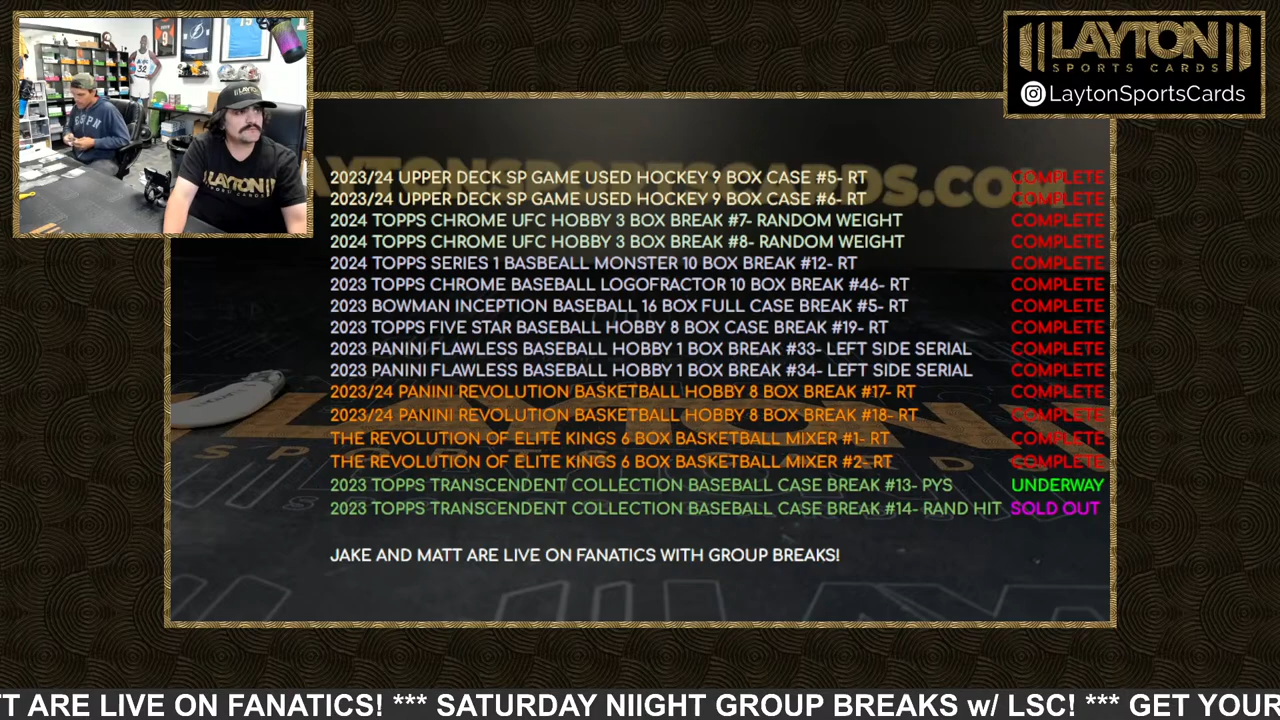 LAYTON
SPORTS CARDS
LaytonSportsCards
LAYTONSPORTSCARDS.COM
2023/24 UPPER DECK SP GAME USED HOCKEY 9 BOX CASE #5- RT COMPLETE
2023/24 UPPER DECK SP GAME USED HOCKEY 9 BOX CASE #6- RT COMPLETE
2024 TOPPS CHROME UFC HOBBY 3 BOX BREAK #7- RANDOM WEIGHT COMPLETE
2024 TOPPS CHROME UFC HOBBY 3 BOX BREAK #8- RANDOM WEIGHT COMPLETE
2024 TOPPS SERIES 1 BASBEALL MONSTER 10 BOX BREAK #12- RT COMPLETE
2023 TOPPS CHROME BASEBALL LOGOFRACTOR 10 BOX BREAK #46- RT COMPLETE
2023 BOWMAN INCEPTION BASEBALL 16 BOX FULL CASE BREAK #5- RT COMPLETE
2023 TOPPS FIVE STAR BASEBALL HOBBY 8 BOX CASE BREAK #19- RT COMPLETE
2023 PANINI FLAWLESS BASEBALL HOBBY 1 BOX BREAK #33- LEFT SIDE SERIAL COMPLETE
2023 PANINI FLAWLESS BASEBALL HOBBY 1 BOX BREAK #34- LEFT SIDE SERIAL COMPLETE
2023/24 PANINI REVOLUTION BASKETBALL HOBBY 8 BOX BREAK #17- RT COMPLETE
2023/24 PANINI REVOLUTION BASKETBALL HOBBY 8 BOX BREAK #18- RT COMPLETE
THE REVOLUTION OF ELITE KINGS 6 BOX BASKETBALL MIXER #1- RT COMPLETE
THE REVOLUTION OF ELITE KINGS 6 BOX BASKETBALL MIXER #2- RT COMPLETE
2023 TOPPS TRANSCENDENT COLLECTION BASEBALL CASE BREAK #13- PYS UNDERWAY
2023 TOPPS TRANSCENDENT COLLECTION BASEBALL CASE BREAK #14- RAND HIT SOLD OUT
JAKE AND MATT ARE LIVE ON FANATICS WITH GROUP BREAKS!
TT ARE LIVE ON FANATICS! *** SATURDAY NIIGHT GROUP BREAKS w/ LSC! *** GET YOUR